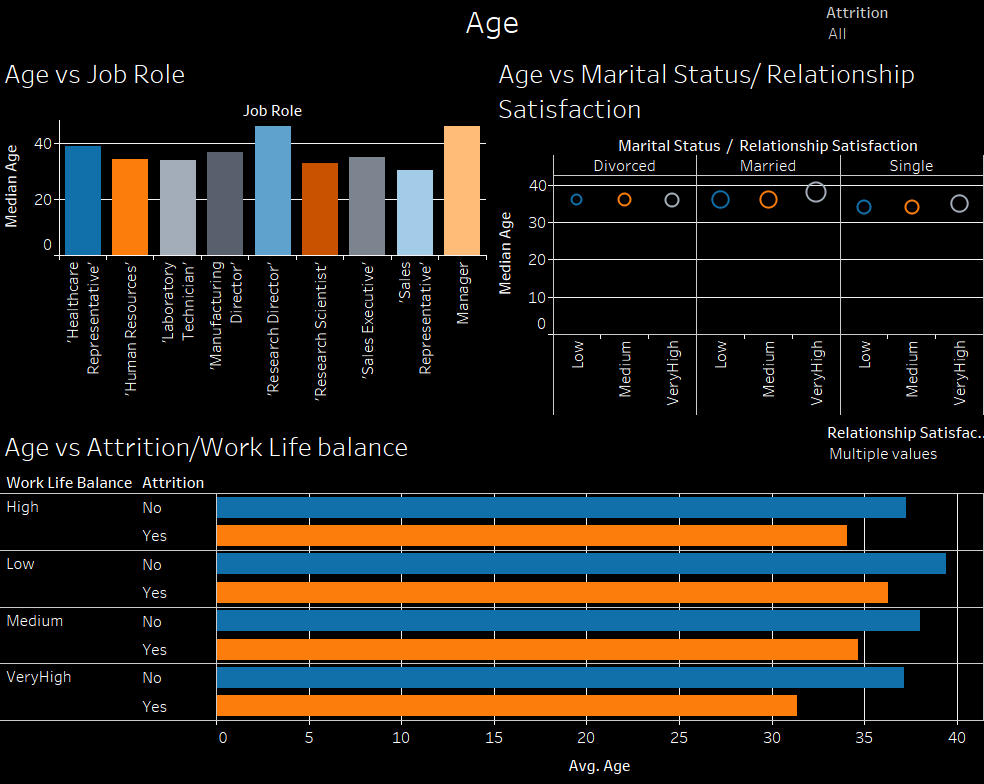 Age
Attrition
All
Age vs Job Role
Job Role
Median Age
40
20
0
'Healthcare
Representative'
'Human Resources'
'Laboratory
Technician'
'Manufacturing
Director'
'Research Director'
'Research Scientist'
'Sales Executive'
'Sales
Representative'
Manager
Age vs Marital Status/ Relationship
Satisfaction
Marital Status / Relationship Satisfaction
Divorced Married Single
Median Age
40
30
20
10
0
Low Medium VeryHigh Low Medium VeryHigh Low Medium VeryHigh
Relationship Satisfac..
Multiple values
Age vs Attrition/Work Life balance
Work Life Balance Attrition
High No
Yes
Low No
Yes
Medium No
Yes
VeryHigh No
Yes
0 5 10 15 20 25 30 35 40
Avg. Age